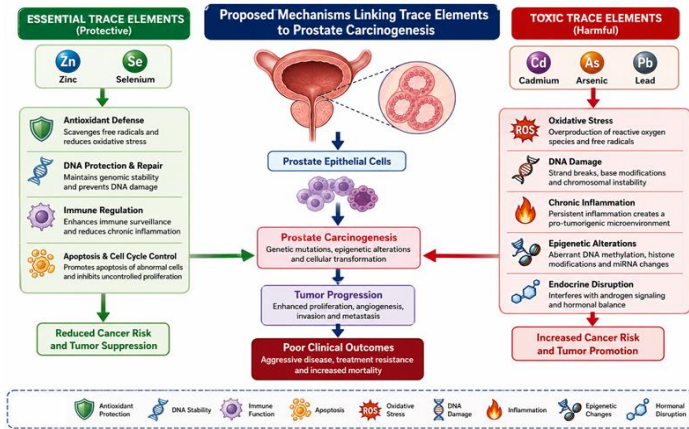 ESSENTIAL TRACE ELEMENTS
(Protective)
Zn
Zinc
Se
Selenium
Antioxidant Defense
Scavenges free radicals and
reduces oxidative stress
DNA Protection & Repair
Maintains genomic stability
and prevents DNA damage
Immune Regulation
Enhances immune surveillance
and reduces chronic inflammation
Apoptosis & Cell Cycle Control
Promotes apoptosis of abnormal cells
and inhibits uncontrolled proliferation
Reduced Cancer Risk
and Tumor Suppression
Proposed Mechanisms Linking Trace Elements
to Prostate Carcinogenesis
Prostate Epithelial Cells
Prostate Carcinogenesis
Genetic mutations, epigenetic alterations
and cellular transformation
Tumor Progression
Enhanced proliferation, angiogenesis,
invasion and metastasis
Poor Clinical Outcomes
Aggressive disease, treatment resistance
and increased mortality
TOXIC TRACE ELEMENTS
(Harmful)
Cd
Cadmium
As
Arsenic
Pb
Lead
ROS
Oxidative Stress
Overproduction of reactive oxygen
species and free radicals
DNA Damage
Strand breaks, base modifications
and chromosomal instability
Chronic Inflammation
Persistent inflammation creates a
pro-tumorigenic microenvironment
Epigenetic Alterations
Aberrant DNA methylation, histone
modifications and miRNA changes
Endocrine Disruption
Interferes with androgen signaling
and hormonal balance
Increased Cancer Risk
and Tumor Promotion
Antioxidant
Protection
DNA Stability
Immune
Function
Apoptosis
ROS
Oxidative
Stress
DNA
Damage
Inflammation
Epigenetic
Changes
Hormonal
Disruption